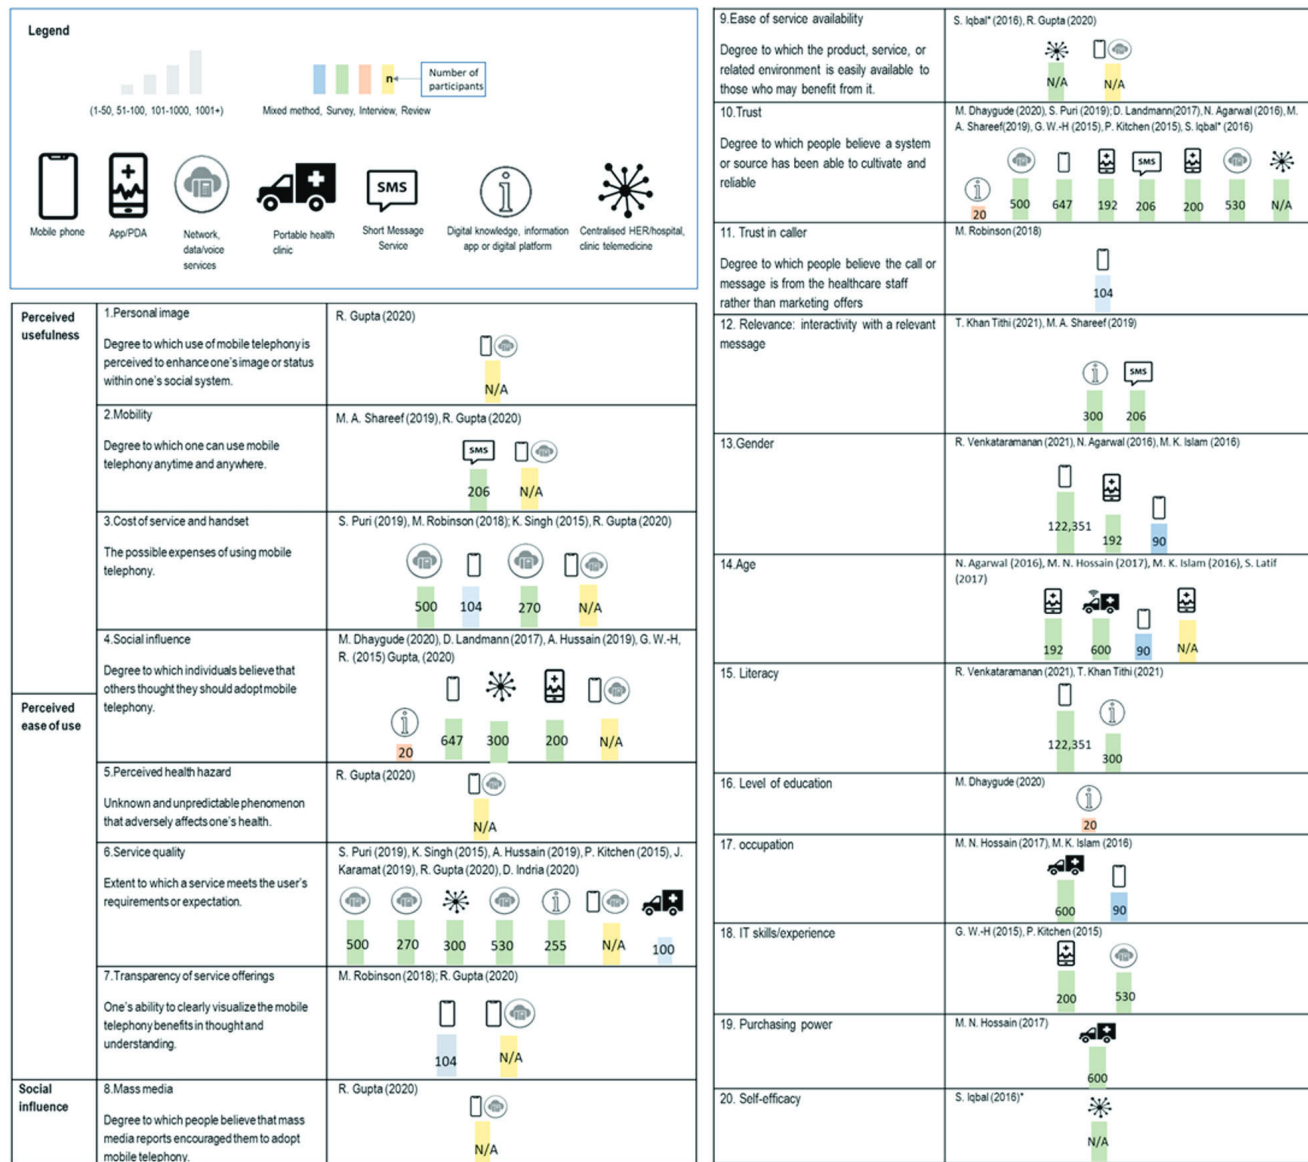 Legend
Number of
participants
n
(1-50, 51-100, 101-1000, 1001+)
Mixed method, Survey, Interview, Review
SMS
Mobile phone
App/PDA
Network,
data/voice
services
Portable health
clinic
Short Message
Service
Digital knowledge, information
app or digital platform
Centralised HER/hospital,
clinic telemedicine
Perceived
usefulness
1.Personal image
Degree to which use of mobile telephony is
perceived to enhance one's image or status
within one's social system.
R. Gupta (2020)
N/A
2.Mobility
Degree to which one can use mobile
telephony anytime and anywhere.
M. A. Shareef (2019), R. Gupta (2020)
SMS
206 N/A
3.Cost of service and handset
The possible expenses of using mobile
telephony.
S. Puri (2019), M. Robinson (2018); K. Singh (2015), R. Gupta (2020)
500 104 270 N/A
4.Social influence
Degree to which individuals believe that
others thought they should adopt mobile
telephony.
M. Dhaygude (2020), D. Landmann (2017), A. Hussain (2019), G. W.-H,
R. (2015) Gupta, (2020)
20 647 300 200 N/A
Perceived
ease of use
5.Perceived health hazard
Unknown and unpredictable phenomenon
that adversely affects one's health.
R. Gupta (2020)
N/A
6.Service quality
Extent to which a service meets the user's
requirements or expectation.
S. Puri (2019), K. Singh (2015), A. Hussain (2019), P. Kitchen (2015), J.
Karamat (2019), R. Gupta (2020), D. Indria (2020)
500 270 300 530 255 N/A 100
7.Transparency of service offerings
One's ability to clearly visualize the mobile
telephony benefits in thought and
understanding.
M. Robinson (2018); R. Gupta (2020)
104 N/A
Social
influence
8.Mass media
Degree to which people believe that mass
media reports encouraged them to adopt
mobile telephony.
R. Gupta (2020)
N/A
9.Ease of service availability
Degree to which the product, service, or
related environment is easily available to
those who may benefit from it.
S. Iqbal* (2016), R. Gupta (2020)
N/A N/A
10.Trust
Degree to which people believe a system
or source has been able to cultivate and
reliable
M. Dhaygude (2020), S. Puri (2019); D. Landmann(2017), N. Agarwal (2016), M.
A. Shareef(2019), G. W.-H (2015), P. Kitchen (2015), S. Iqbal* (2016)
SMS
20 500 647 192 206 200 530 N/A
11. Trust in caller
Degree to which people believe the call or
message is from the healthcare staff
rather than marketing offers
M. Robinson (2018)
104
12. Relevance: interactivity with a relevant
message
T. Khan Tithi (2021), M. A. Shareef (2019)
SMS
300 206
13.Gender
R. Venkataramanan (2021), N. Agarwal (2016), M. K. Islam (2016)
122,351 192 90
14.Age
N. Agarwal (2016), M. N. Hossain (2017), M. K. Islam (2016), S. Latif
(2017)
192 600 90 N/A
15. Literacy
R. Venkataramanan (2021), T. Khan Tithi (2021)
122,351 300
16. Level of education
M. Dhaygude (2020)
20
17. occupation
M. N. Hossain (2017), M. K. Islam (2016)
600 90
18. IT skills/experience
G. W.-H (2015), P. Kitchen (2015)
200 530
19. Purchasing power
M. N. Hossain (2017)
600
20. Self-efficacy
S. Iqbal (2016)*
N/A